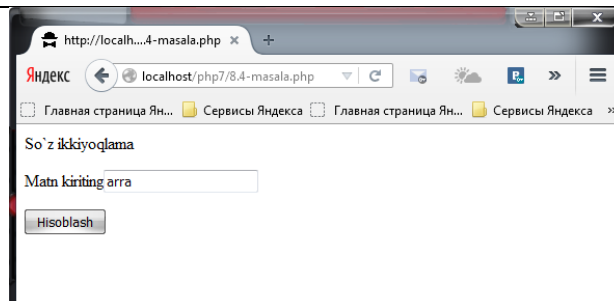 http://localh....4-masala.php × +
Яндекс localhost/php7/8.4-masala.php
Главная страница Ян... Сервисы Яндекса Главная страница Ян... Сервисы Яндекса »
So`z ikkiyoqlama
Matn kiriting arra
Hisoblash